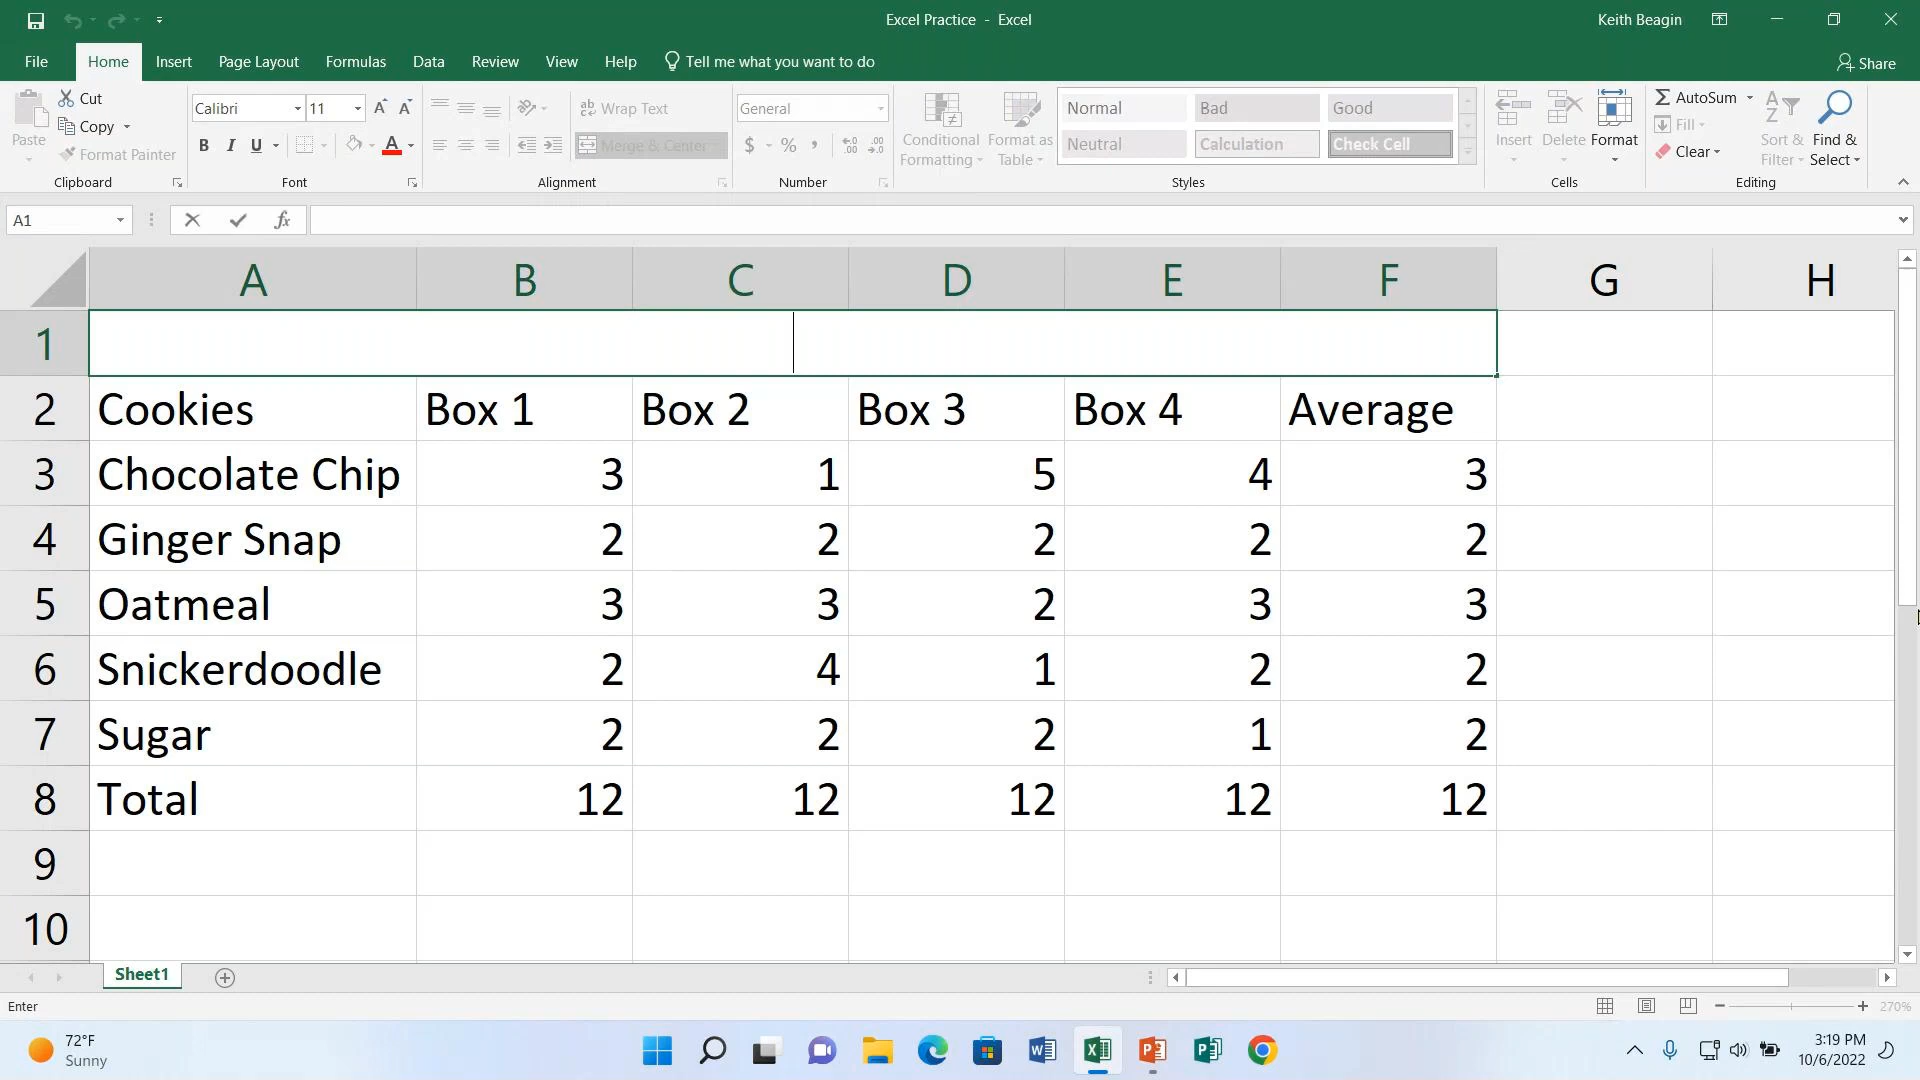 Excel Practice - Excel
Keith Beagin
File Home Insert Page Layout Formulas Data Review View Help Tell me what you want to do Share
Cut
Copy
Format Painter
Paste
Clipboard
Calibri 11
B I U
Font
Wrap Text
Merge & Center
Alignment
General
$ % ,
Number
Conditional Formatting
Format as Table
Normal Bad Good
Neutral Calculation Check Cell
Styles
Insert Delete Format
Cells
AutoSum
Fill
Clear
Sort & Filter
Find & Select
Editing
A1 fx
A B C D E F G H
1
2 Cookies Box 1 Box 2 Box 3 Box 4 Average
3 Chocolate Chip 3 1 5 4 3
4 Ginger Snap 2 2 2 2 2
5 Oatmeal 3 3 2 3 3
6 Snickerdoodle 2 4 1 2 2
7 Sugar 2 2 2 1 2
8 Total 12 12 12 12 12
9
10
Sheet1
Enter 270%
72°F
Sunny
3:19 PM
10/6/2022